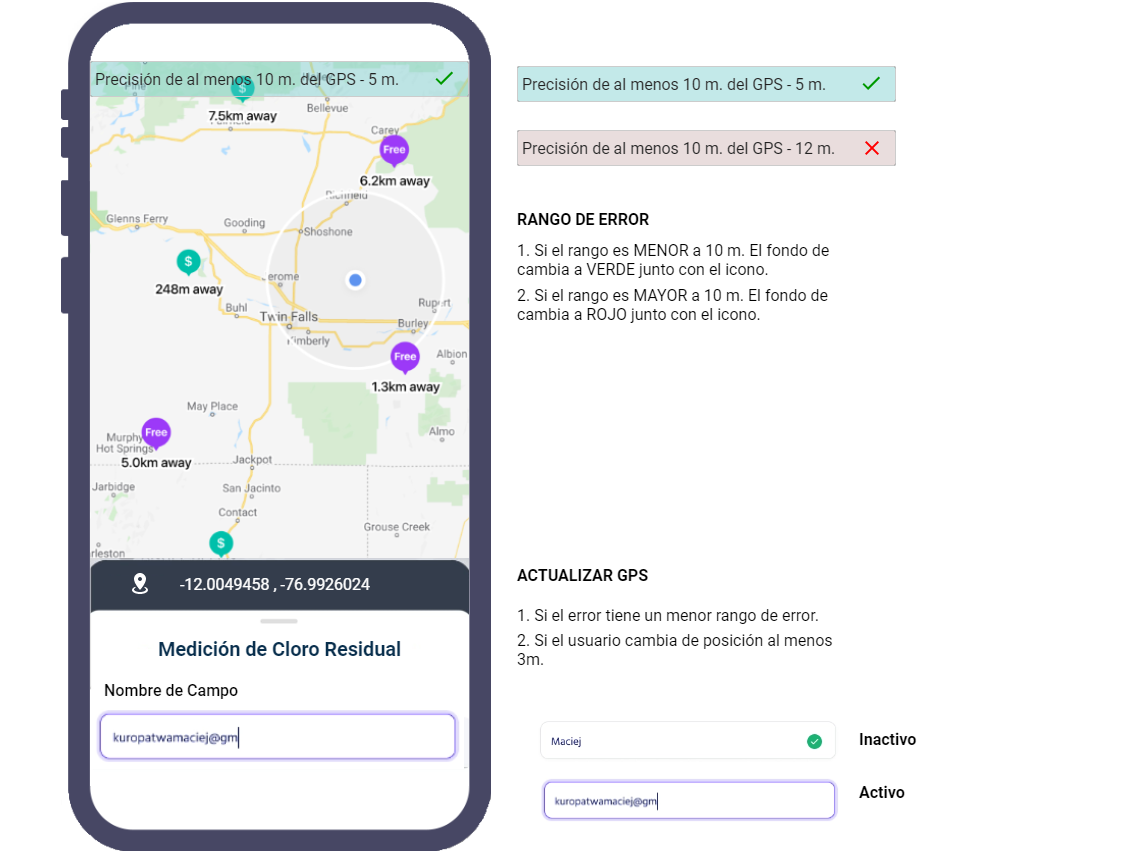 Precisión de al menos 10 m. del GPS - 5 m.
$
7.5km away
Bellevue
Carey
Free
6.2km away
Richfield
Glenns Ferry
Gooding
Shoshone
$
248m away
Jerome
Buhl
Twin Falls
Rupert
Burley
Kimberly
Free
Albion
1.3km away
May Place
Free
Murphy
Hot Springs
5.0km away
Almo
Jackpot
Jarbidge
San Jacinto
Contact
Grouse Creek
$
rleston
-12.0049458 , -76.9926024
Medición de Cloro Residual
Nombre de Campo
kuropatwamaciej@gm
Precisión de al menos 10 m. del GPS - 5 m.
Precisión de al menos 10 m. del GPS - 12 m.
RANGO DE ERROR
1. Si el rango es MENOR a 10 m. El fondo de
cambia a VERDE junto con el icono.
2. Si el rango es MAYOR a 10 m. El fondo de
cambia a ROJO junto con el icono.
ACTUALIZAR GPS
1. Si el error tiene un menor rango de error.
2. Si el usuario cambia de posición al menos
3m.
Maciej
Inactivo
kuropatwamaciej@gm
Activo